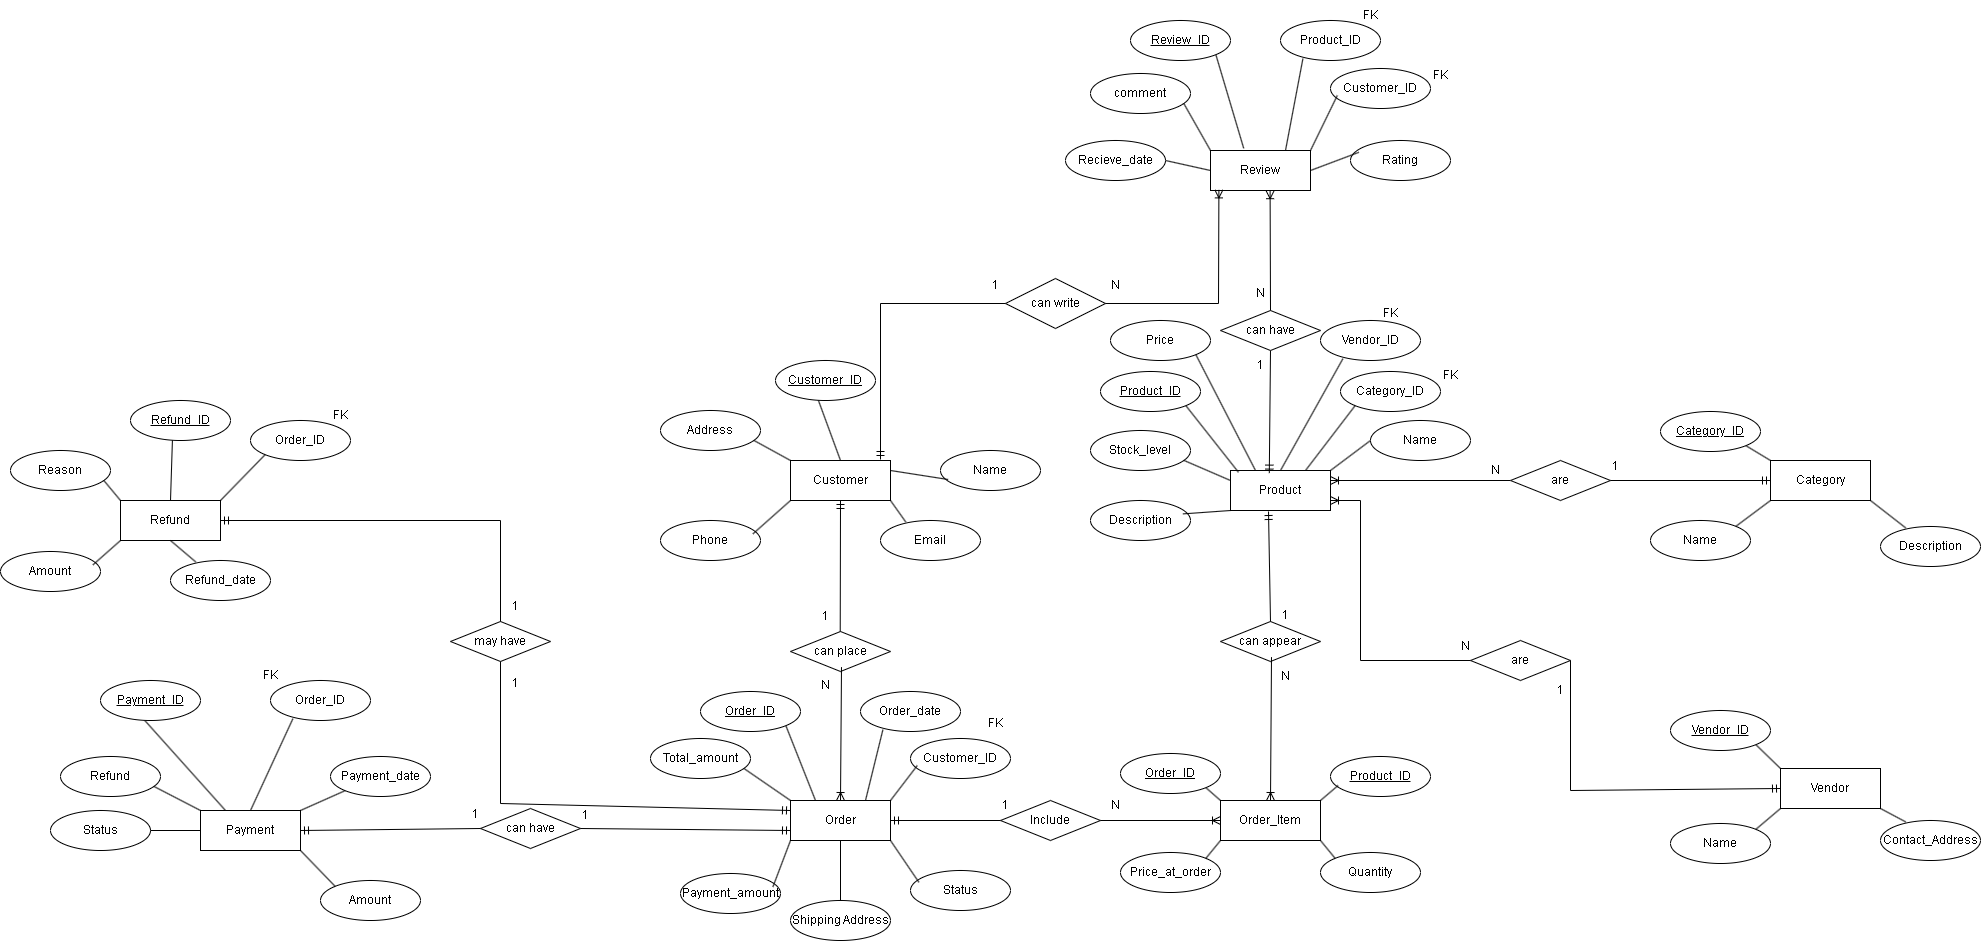 FK
Review_ID
Product_ID
FK
Customer_ID
comment
Recieve_date
Rating
Review
1
can write
N
N
can have
1
FK
Price
Vendor_ID
FK
Product_ID
Category_ID
Stock_level
Name
Product
Description
N
are
1
Category_ID
Category
Name
Description
Customer_ID
Address
Name
Customer
Phone
Email
Refund_ID
FK
Order_ID
Reason
Refund
Amount
Refund_date
1
may have
1
1
can place
N
1
can appear
N
N
are
1
FK
Payment_ID
Order_ID
Refund
Payment_date
Status
Payment
Amount
1
can have
1
Order_ID
Order_date
FK
Total_amount
Customer_ID
Order
Payment_amount
Shipping Address
Status
1
Include
N
Order_ID
Product_ID
Order_Item
Price_at_order
Quantity
Vendor_ID
Vendor
Name
Contact_Address